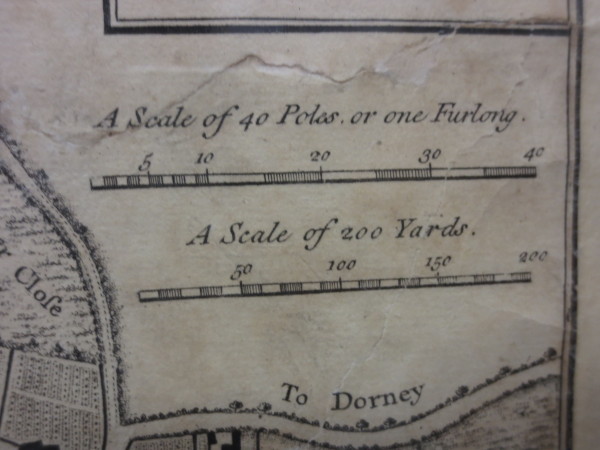 A Scale of 40 Poles. or one Furlong.
5 10 20 30 40
A Scale of 200 Yards.
50 100 150 200
Cloſe
To Dorney